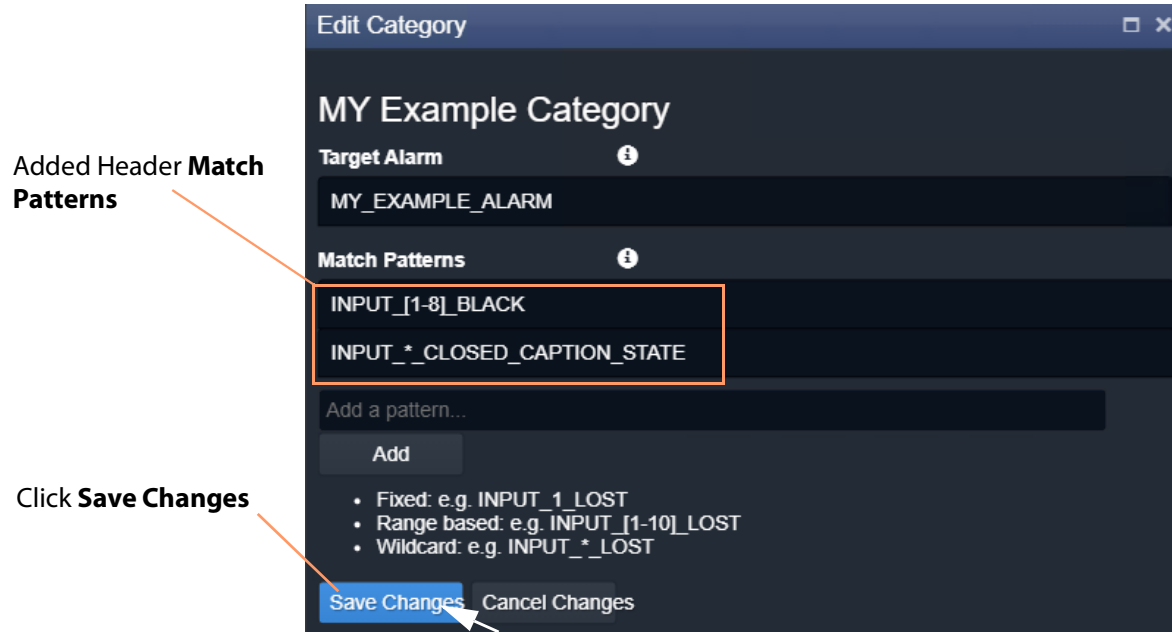 Edit Category
MY Example Category
Target Alarm
MY_EXAMPLE_ALARM
Added Header Match
Patterns
Match Patterns
INPUT_[1-8]_BLACK
INPUT_*_CLOSED_CAPTION_STATE
Add a pattern...
Add
Click Save Changes
• Fixed: e.g. INPUT_1_LOST
• Range based: e.g. INPUT_[1-10]_LOST
• Wildcard: e.g. INPUT_*_LOST
Save Changes Cancel Changes